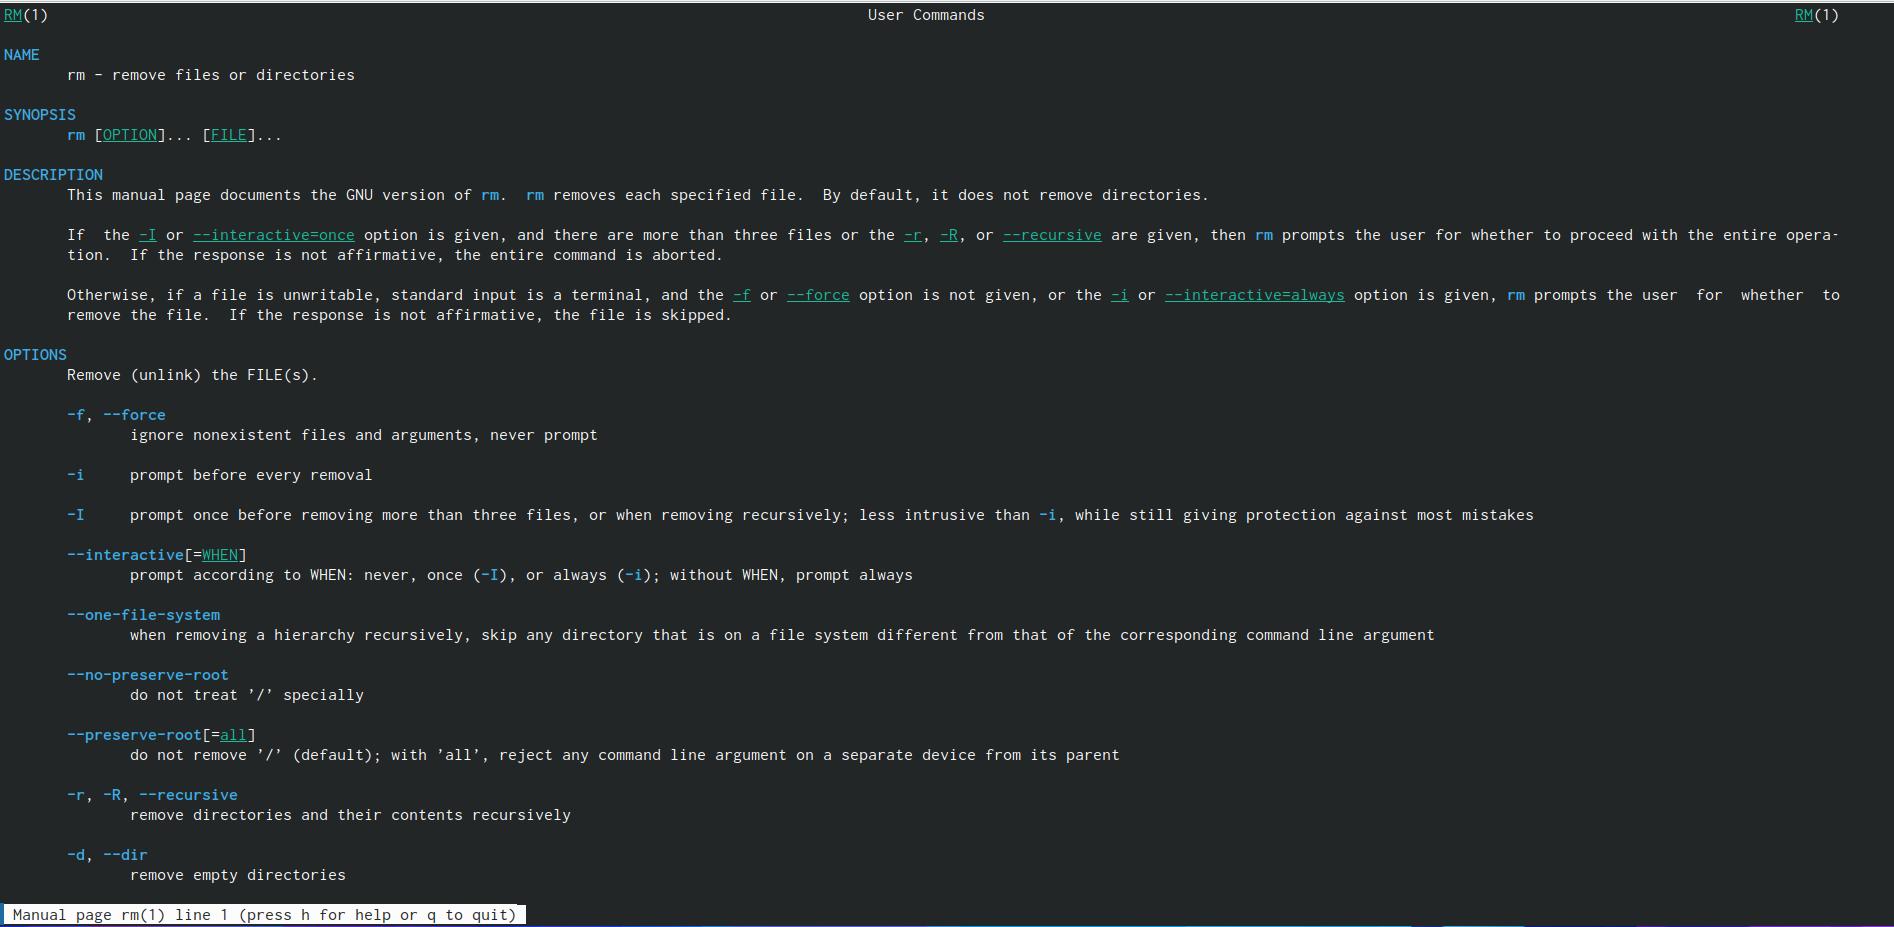 RM(1) User Commands RM(1)
NAME
rm - remove files or directories
SYNOPSIS
rm [OPTION]... [FILE]...
DESCRIPTION
This manual page documents the GNU version of rm.  rm removes each specified file.  By default, it does not remove directories.
If  the -I or --interactive=once option is given, and there are more than three files or the -r, -R, or --recursive are given, then rm prompts the user for whether to proceed with the entire opera-
tion.  If the response is not affirmative, the entire command is aborted.
Otherwise, if a file is unwritable, standard input is a terminal, and the -f or --force option is not given, or the -i or --interactive=always option is given, rm prompts the user  for  whether  to
remove the file.  If the response is not affirmative, the file is skipped.
OPTIONS
Remove (unlink) the FILE(s).
-f, --force
ignore nonexistent files and arguments, never prompt
-i     prompt before every removal
-I     prompt once before removing more than three files, or when removing recursively; less intrusive than -i, while still giving protection against most mistakes
--interactive[=WHEN]
prompt according to WHEN: never, once (-I), or always (-i); without WHEN, prompt always
--one-file-system
when removing a hierarchy recursively, skip any directory that is on a file system different from that of the corresponding command line argument
--no-preserve-root
do not treat ’/’ specially
--preserve-root[=all]
do not remove ’/’ (default); with ’all’, reject any command line argument on a separate device from its parent
-r, -R, --recursive
remove directories and their contents recursively
-d, --dir
remove empty directories
Manual page rm(1) line 1 (press h for help or q to quit)